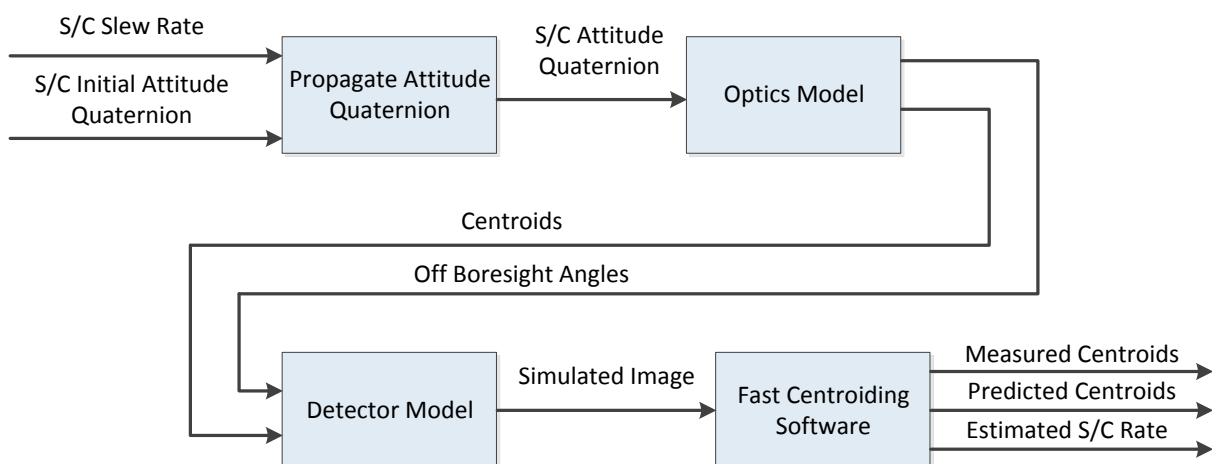 S/C Slew Rate
S/C Initial Attitude
Quaternion
Propagate Attitude
Quaternion
S/C Attitude
Quaternion
Optics Model
Centroids
Off Boresight Angles
Detector Model
Simulated Image
Fast Centroiding
Software
Measured Centroids
Predicted Centroids
Estimated S/C Rate